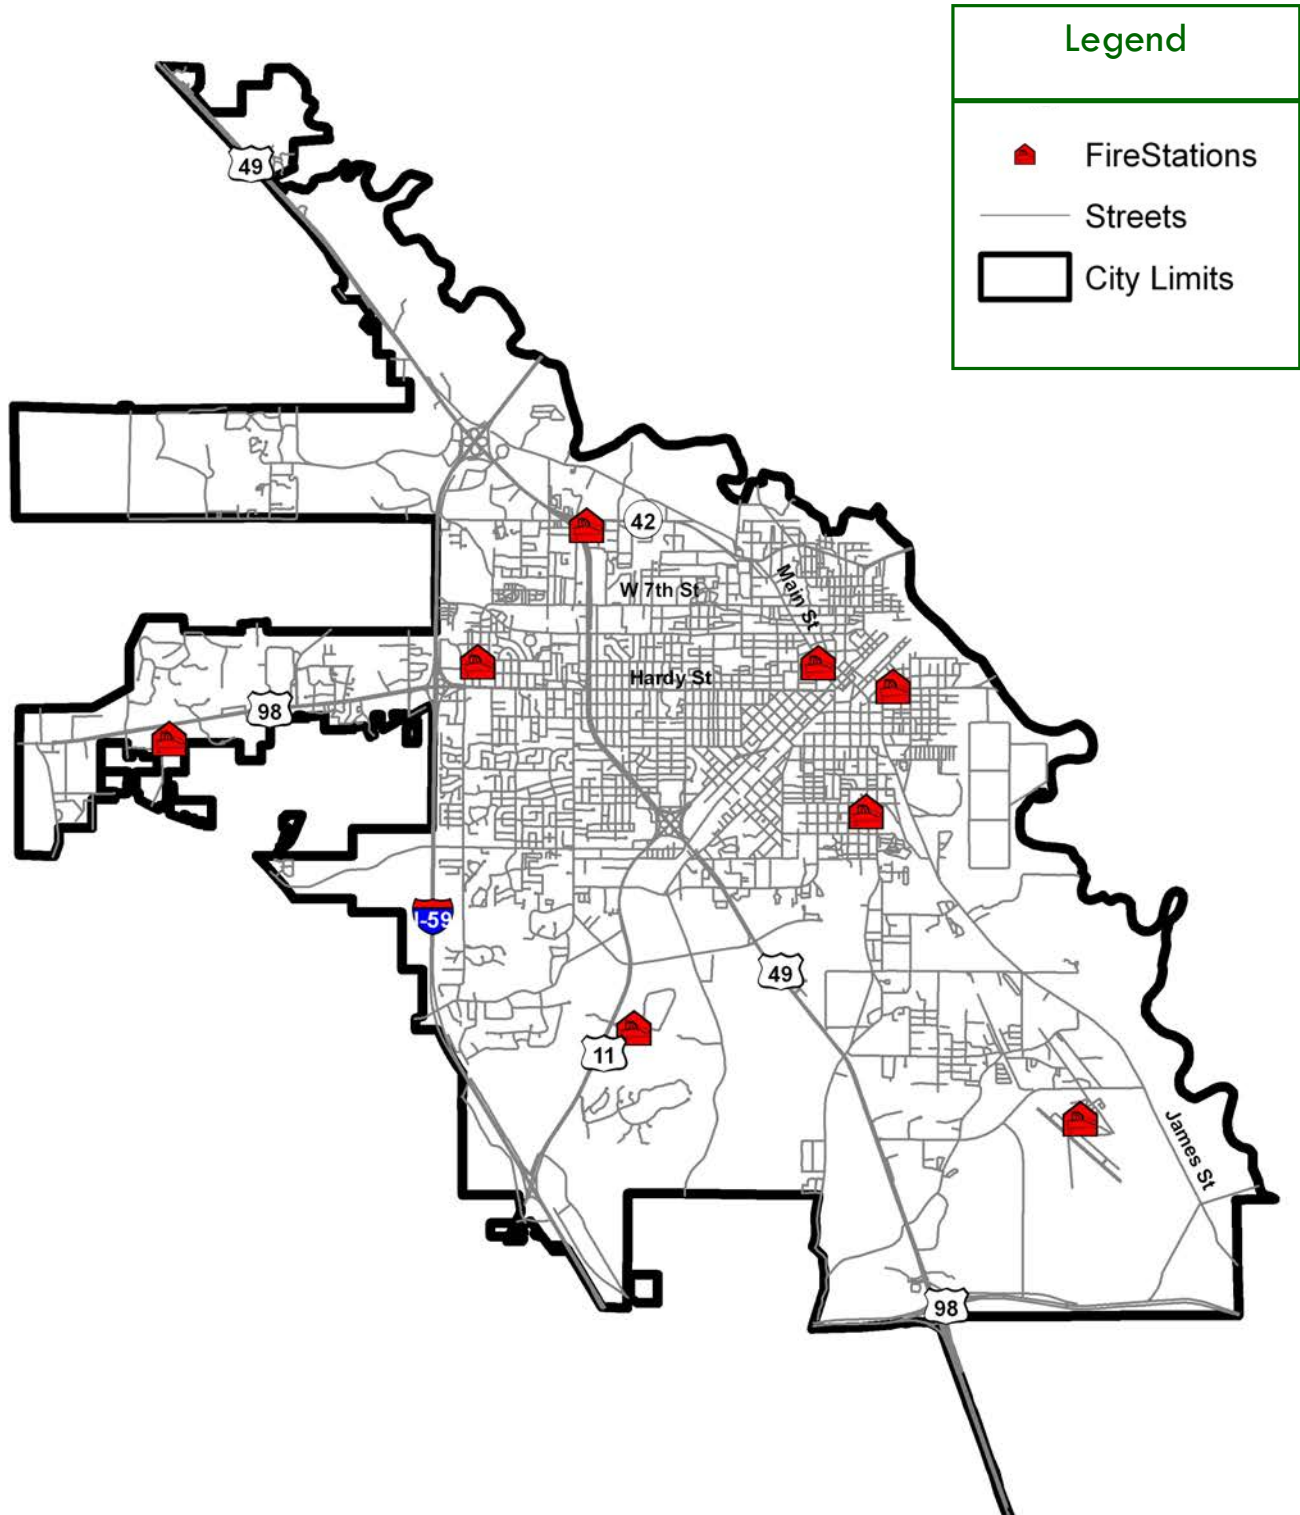 Legend
FireStations
Streets
City Limits
49
42
W 7th St
Main St
Hardy St
98
I-59
49
11
James St
98